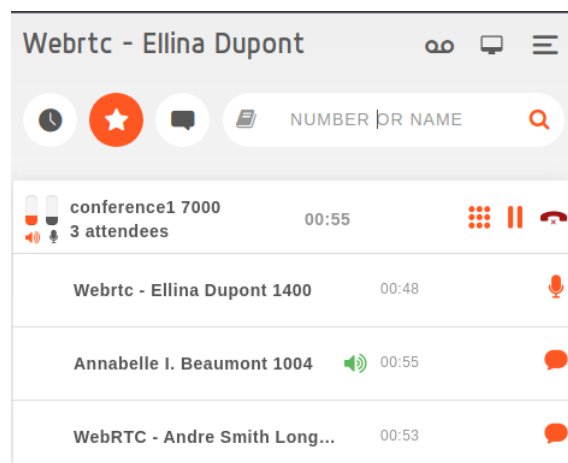 Webrtc - Ellina Dupont
NUMBER OR NAME
conference1 7000
3 attendees
00:55
Webrtc - Ellina Dupont 1400
00:48
Annabelle I. Beaumont 1004
00:55
WebRTC - Andre Smith Long...
00:53